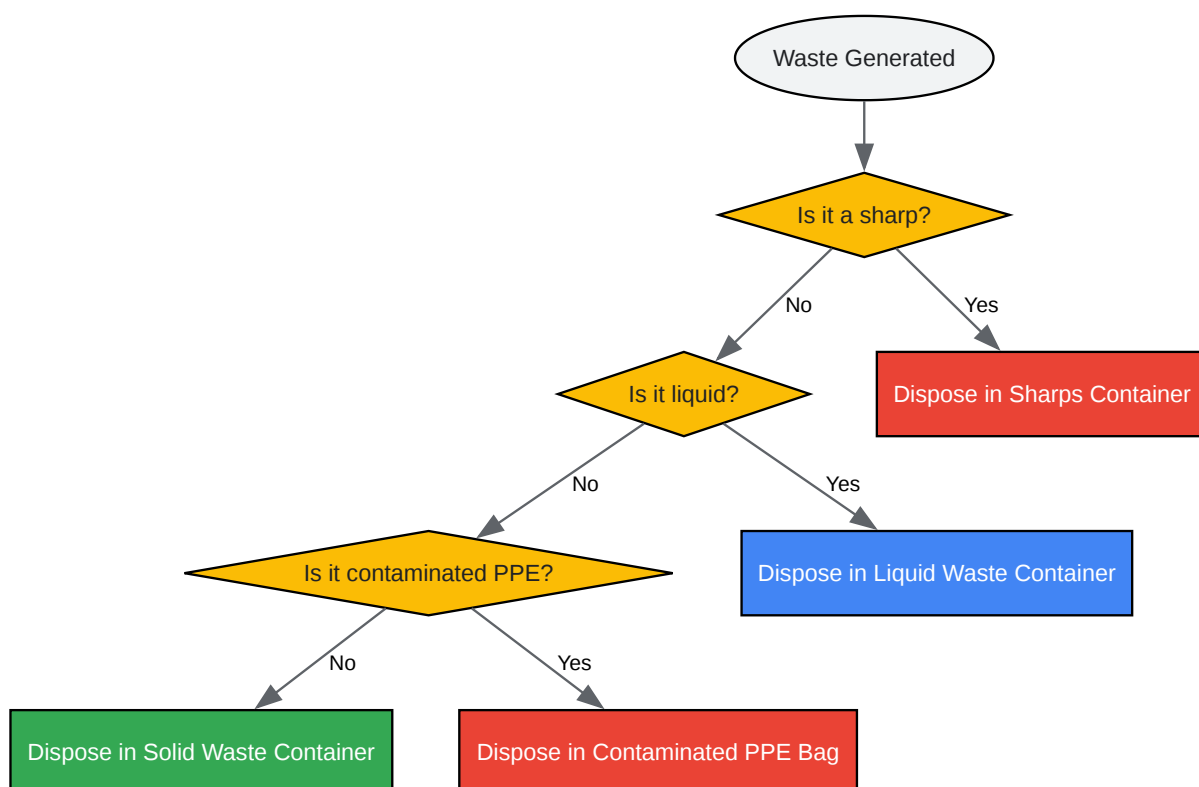 Waste Generated
Is it a sharp?
No
Yes
Is it liquid?
Dispose in Sharps Container
No
Yes
Is it contaminated PPE?
Dispose in Liquid Waste Container
No
Yes
Dispose in Solid Waste Container
Dispose in Contaminated PPE Bag